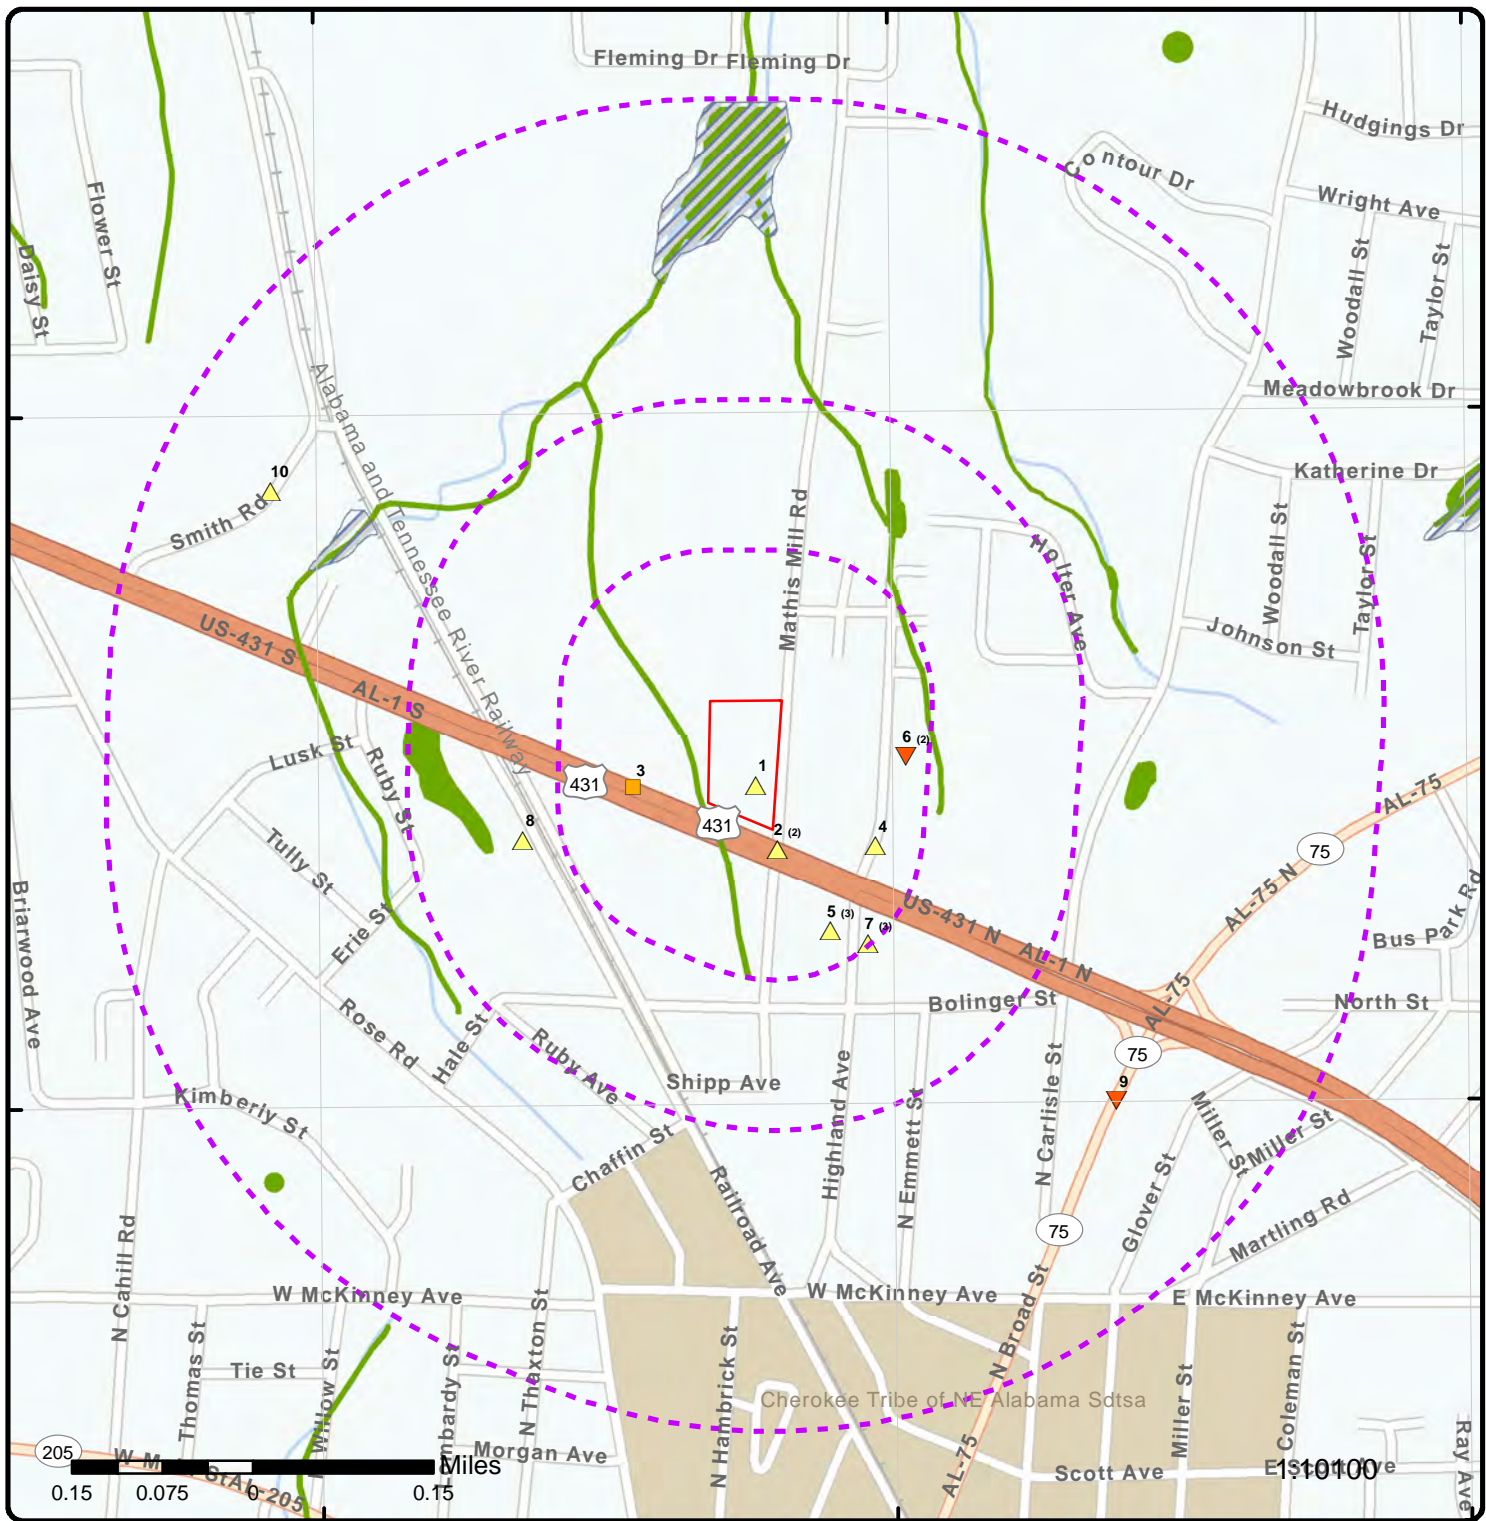 Fleming Dr
Fleming Dr
Hudgings Dr
Contour Dr
Wright Ave
Flower St
Daisy St
Woodall St
Taylor St
Alabama and Tennessee River Railway
Meadowbrook Dr
Katherine Dr
10
Smith Rd
Mathis Mill Rd
Holter Ave
Woodall St
Taylor St
US-431 S
Johnson St
AL-1 S
Lusk St
Ruby St
6 (2)
3
1
431
431
2 (2)
4
8
AL-75
75
Tully St
AL-75 N
Briarwood Ave
Erie St
5 (3)
7 (3)
US-431 N
AL-1 N
Bus Park Rd
AL-75
Bolinger St
North St
Rose Rd
Hale St
Ruby Ave
75
Shipp Ave
9
Kimberly St
Highland Ave
N Emmett St
N Carlisle St
Miller St
Miller St
Chaffin St
Railroad Ave
Glover St
Martling Rd
75
N Cahill Rd
W McKinney Ave
W McKinney Ave
E McKinney Ave
Thomas St
Tie St
Willow St
N Thaxton St
N Hambrick St
N Broad St
Miller St
Coleman St
Cherokee Tribe of NE Alabama Sdtsa
Morgan Ave
AL-75
Scott Ave
E Scott Ave
Ray Ave
205
AL-205
Miles
1:10100
0.15
0.075
0
0.15